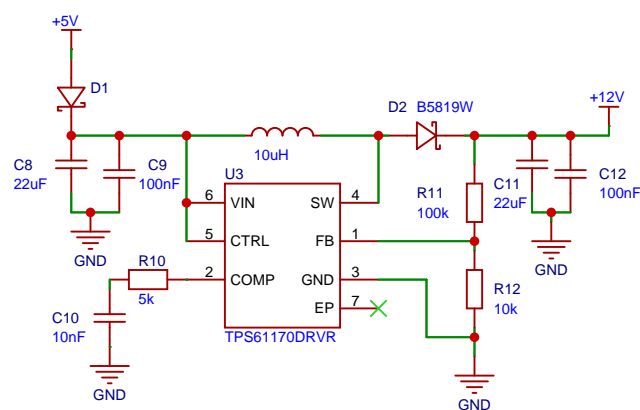 +5V
D1
D2 B5819W
+12V
C8
22uF
C9
100nF
10uH
U3
R11
100k
C11
22uF
C12
100nF
6 VIN SW 4
5 CTRL FB 1
2 COMP GND 3
EP 7
TPS61170DRVR
GND
R10
5k
C10
10nF
GND
R12
10k
GND
GND